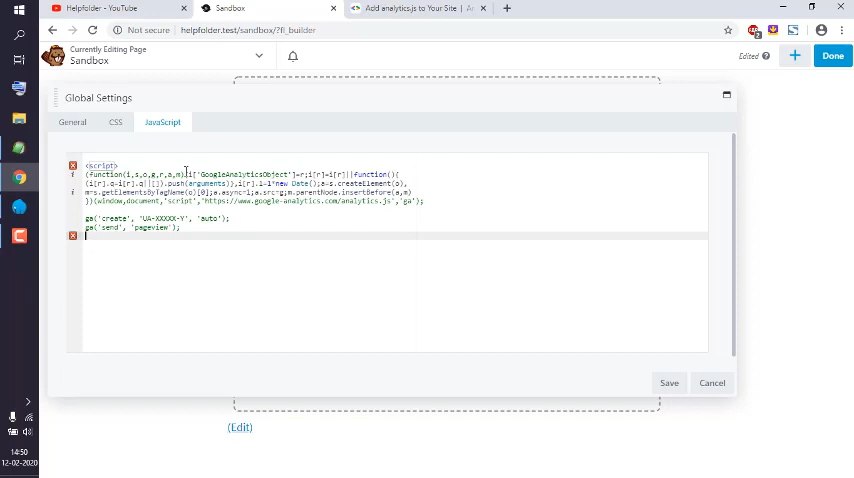 Helpfolder - YouTube
Sandbox
Add analytics.js to Your Site | An
Not secure
helpfolder.test/sandbox/?fl_builder
Currently Editing Page
Sandbox
Edited
Done
Global Settings
General
CSS
JavaScript
<script>
(function(i,s,o,g,r,a,m){i['GoogleAnalyticsObject']=r;i[r]=i[r]||function(){
(i[r].q=i[r].q||[]).push(arguments)},i[r].l=1*new Date();a=s.createElement(o),
m=s.getElementsByTagName(o)[0];a.async=1;a.src=g;m.parentNode.insertBefore(a,m)
})(window,document,'script','https://www.google-analytics.com/analytics.js','ga');
ga('create', 'UA-XXXXX-Y', 'auto');
ga('send', 'pageview');
Save
Cancel
(Edit)
14:50
12-02-2020